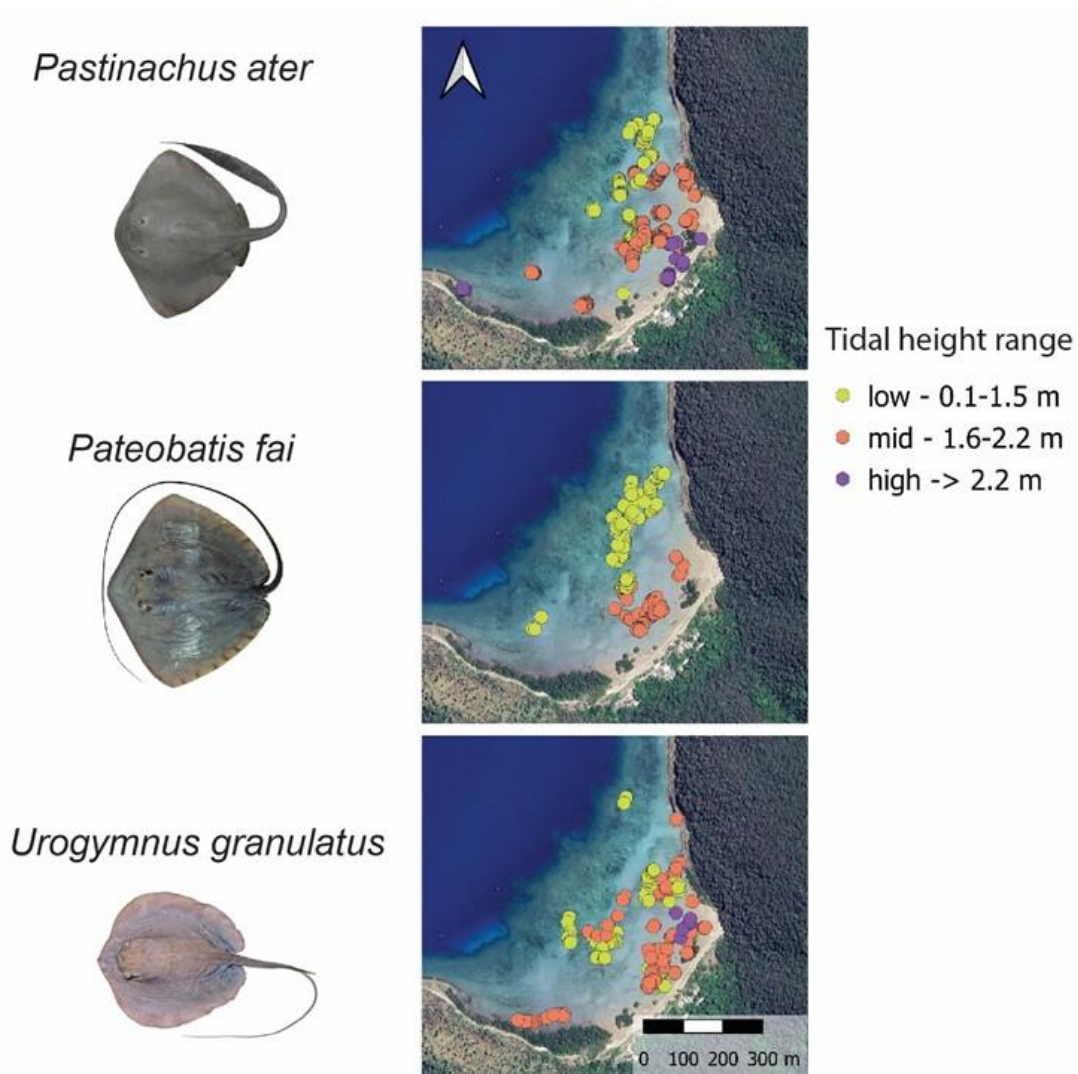 Pastinachus ater
Pateobatis fai
Urogymnus granulatus
Tidal height range
low - 0.1-1.5 m
mid - 1.6-2.2 m
high -> 2.2 m
0 100 200 300 m